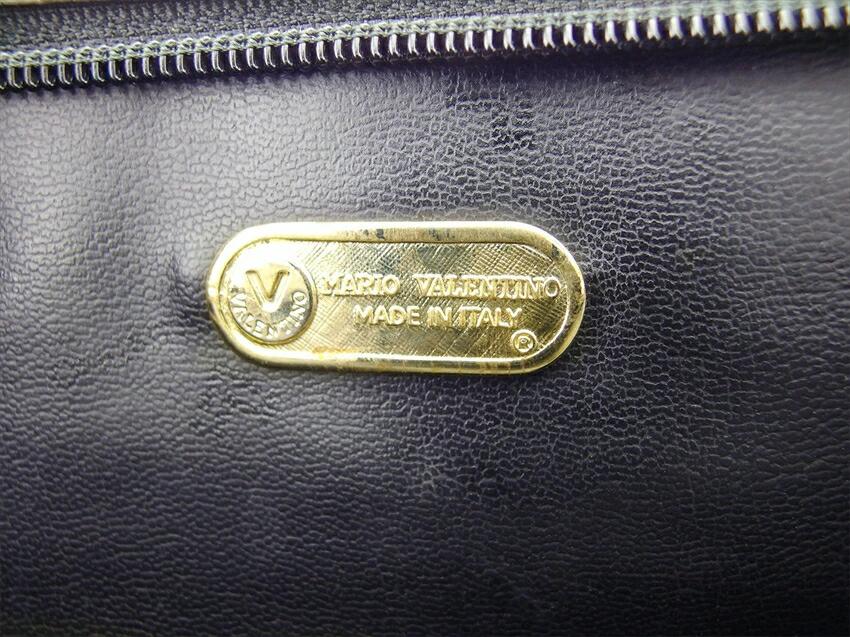 V
VALENTINO
MARIO VALENTINO
MADE IN ITALY
®